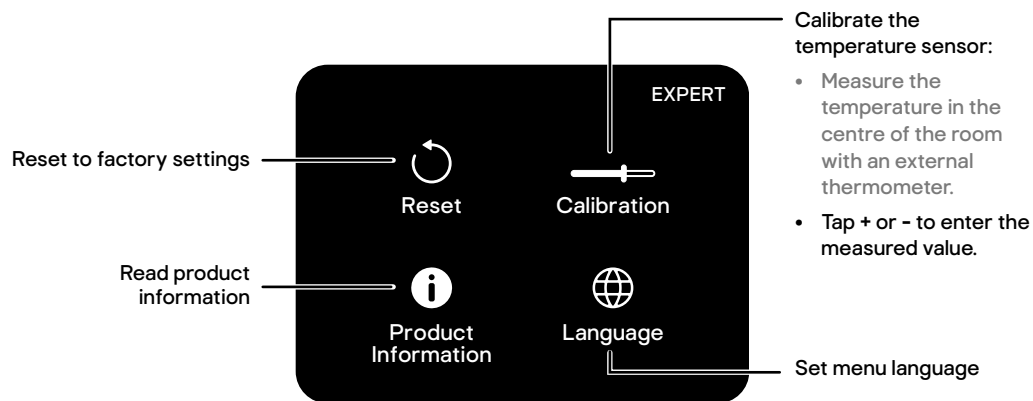 Calibrate the
temperature sensor:
• Measure the
temperature in the
centre of the room
with an external
thermometer.
• Tap + or - to enter the
measured value.
EXPERT
Reset to factory settings
Reset
Calibration
Read product
information
Product
Information
Language
Set menu language